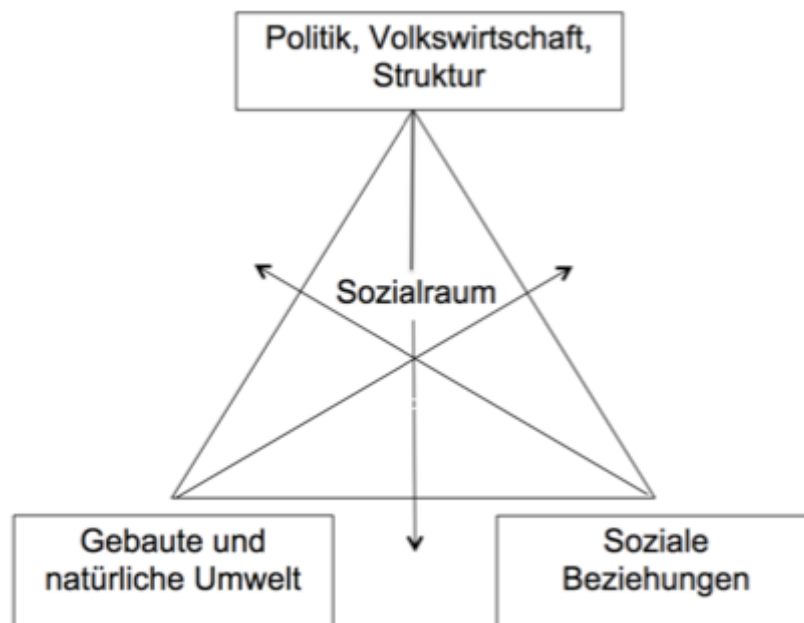 Politik, Volkswirtschaft,
Struktur
Sozialraum
Gebaute und
natürliche Umwelt
Soziale
Beziehungen